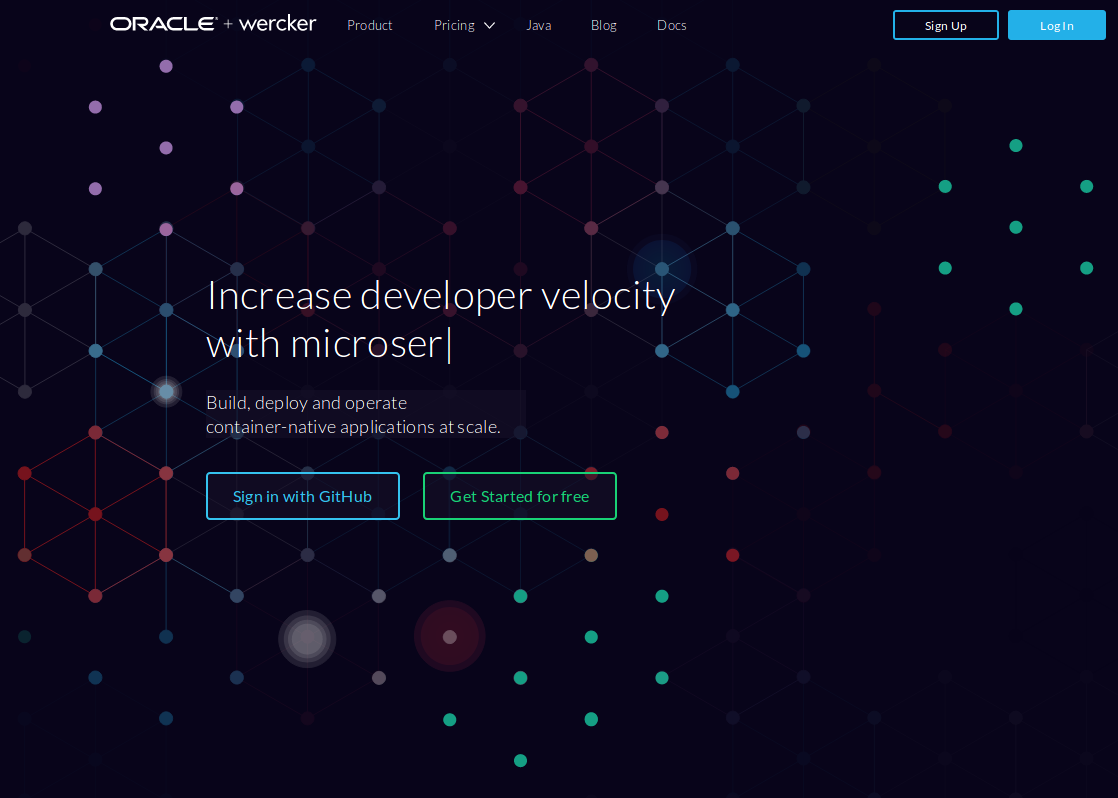 ORACLE + wercker Product Pricing Java Blog Docs Sign Up Log In
Increase developer velocity
with microser
Build, deploy and operate
container-native applications at scale.
Sign in with GitHub Get Started for free